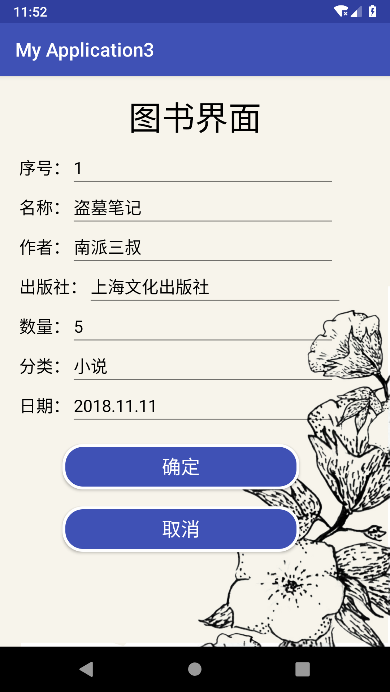 11:52
My Application3
图书界面
序号： 1
名称： 盗墓笔记
作者： 南派三叔
出版社： 上海文化出版社
数量： 5
分类： 小说
日期： 2018.11.11
确定
取消